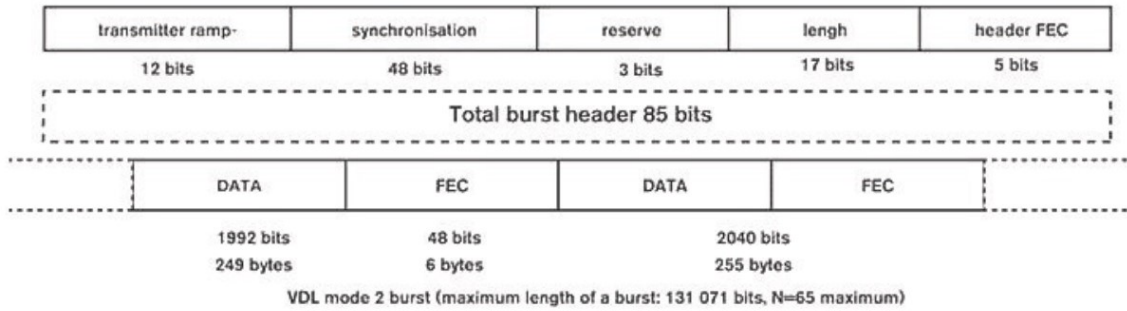 transmitter ramp- synchronisation reserve lengh header FEC
12 bits 48 bits 3 bits 17 bits 5 bits
Total burst header 85 bits
DATA FEC DATA FEC
1992 bits 48 bits 2040 bits
249 bytes 6 bytes 255 bytes
VDL mode 2 burst (maximum length of a burst: 131 071 bits, N=65 maximum)